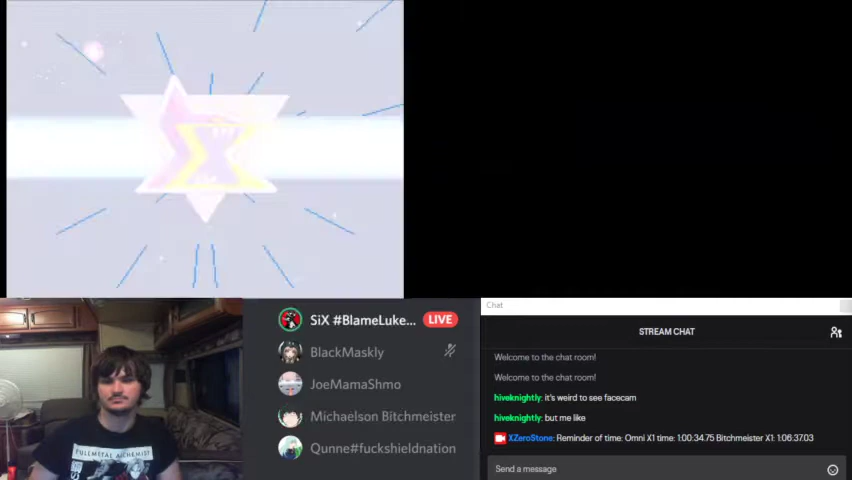 SiX #BlameLuke... LIVE
BlackMaskly
JoeMamaShmo
Michaelson Bitchmeister
Qunne#fuckshieldnation
FULLMETAL ALCHEMIST
Chat
STREAM CHAT
Welcome to the chat room!
Welcome to the chat room!
hiveknightly: it's weird to see facecam
hiveknightly: but me like
XZeroStone: Reminder of time: Omni X1 time: 1:00:34.75 Bitchmeister X1: 1:06:37.03
Send a message